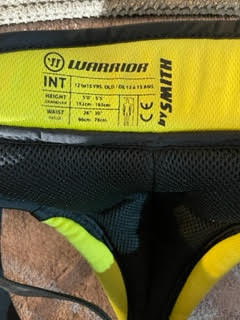 WARRIOR
INT
12 to 15 YRS. OLD / DE 12 à 15 ANS.
HEIGHT 5'0" 5'5"
152cm 165cm
WAIST 26" 30"
66cm 76cm
CE
BY SMITH